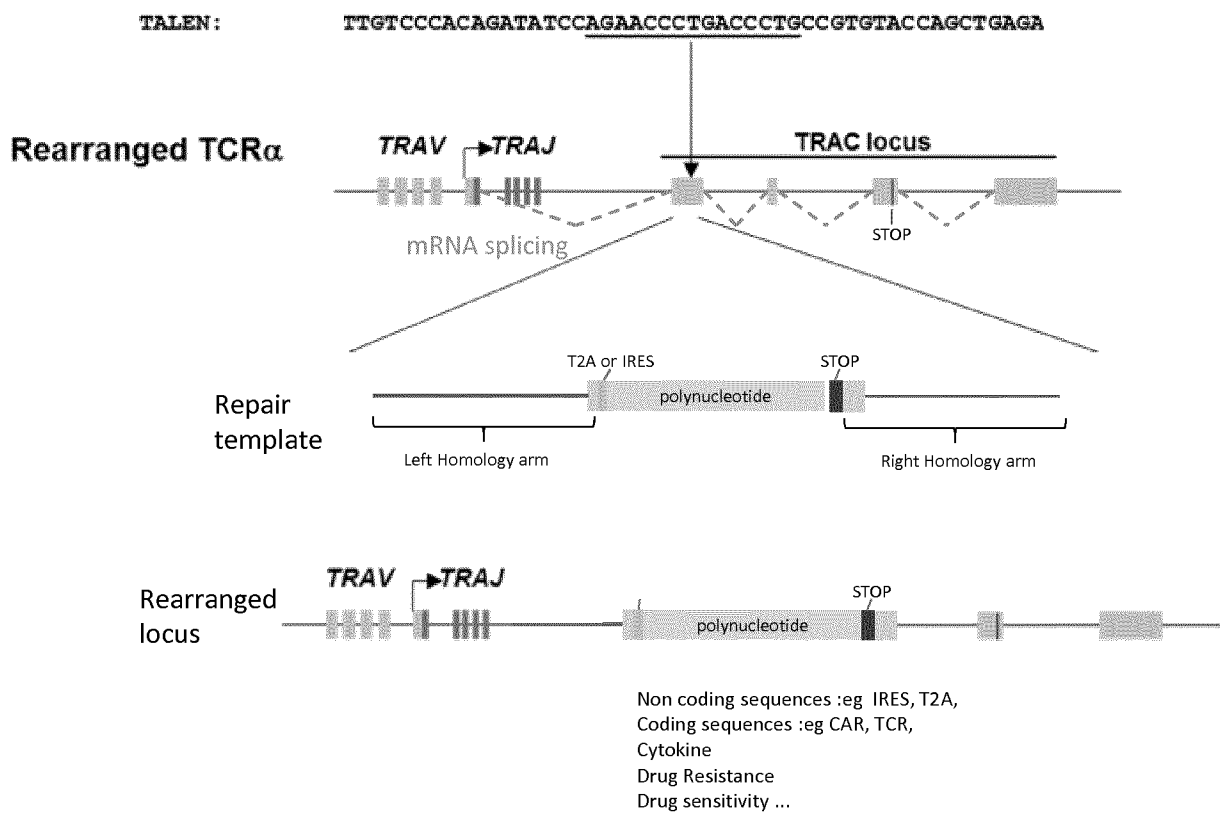 TALEN: TTGTCCCACAGATATCCAGAACCCTGACCCTGCCGTGTACCAGCTGAGA
Rearranged TCRα
TRAV TRAJ
TRAC locus
mRNA splicing
STOP
T2A or IRES
STOP
polynucleotide
Repair
template
Left Homology arm
Right Homology arm
TRAV TRAJ
Rearranged
locus
STOP
polynucleotide
Non coding sequences :eg IRES, T2A,
Coding sequences :eg CAR, TCR,
Cytokine
Drug Resistance
Drug sensitivity ...